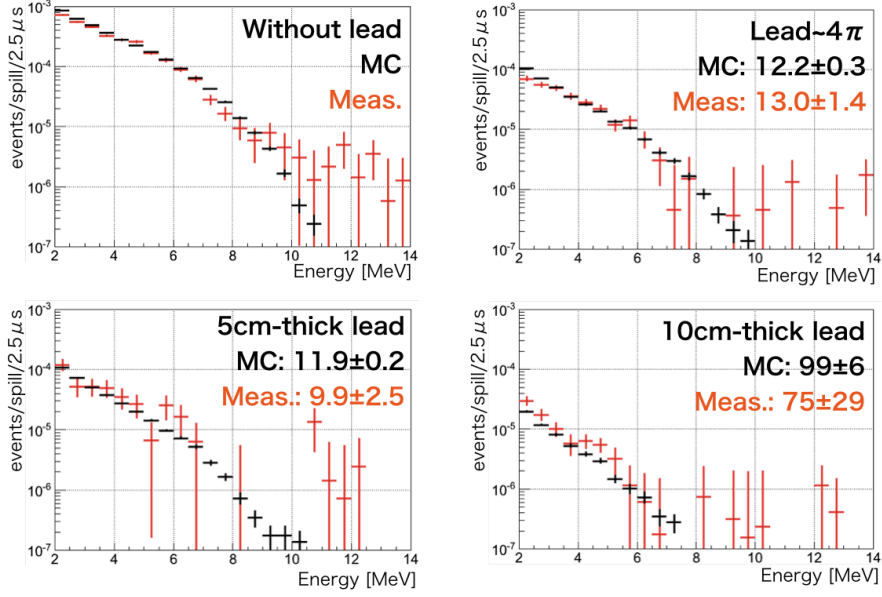 events/spill/2.5μs
10⁻⁴
10⁻⁵
10⁻⁶
10⁻⁷
2 4 6 8 10 12 14
Energy [MeV]
Without lead
MC
Meas.
events/spill/2.5μs
10⁻³
10⁻⁴
10⁻⁵
10⁻⁶
10⁻⁷
2 4 6 8 10 12 14
Energy [MeV]
Lead~4π
MC: 12.2±0.3
Meas: 13.0±1.4
events/spill/2.5μs
10⁻³
10⁻⁴
10⁻⁵
10⁻⁶
10⁻⁷
2 4 6 8 10 12 14
Energy [MeV]
5cm-thick lead
MC: 11.9±0.2
Meas.: 9.9±2.5
events/spill/2.5μs
10⁻³
10⁻⁴
10⁻⁵
10⁻⁶
10⁻⁷
2 4 6 8 10 12 14
Energy [MeV]
10cm-thick lead
MC: 99±6
Meas.: 75±29